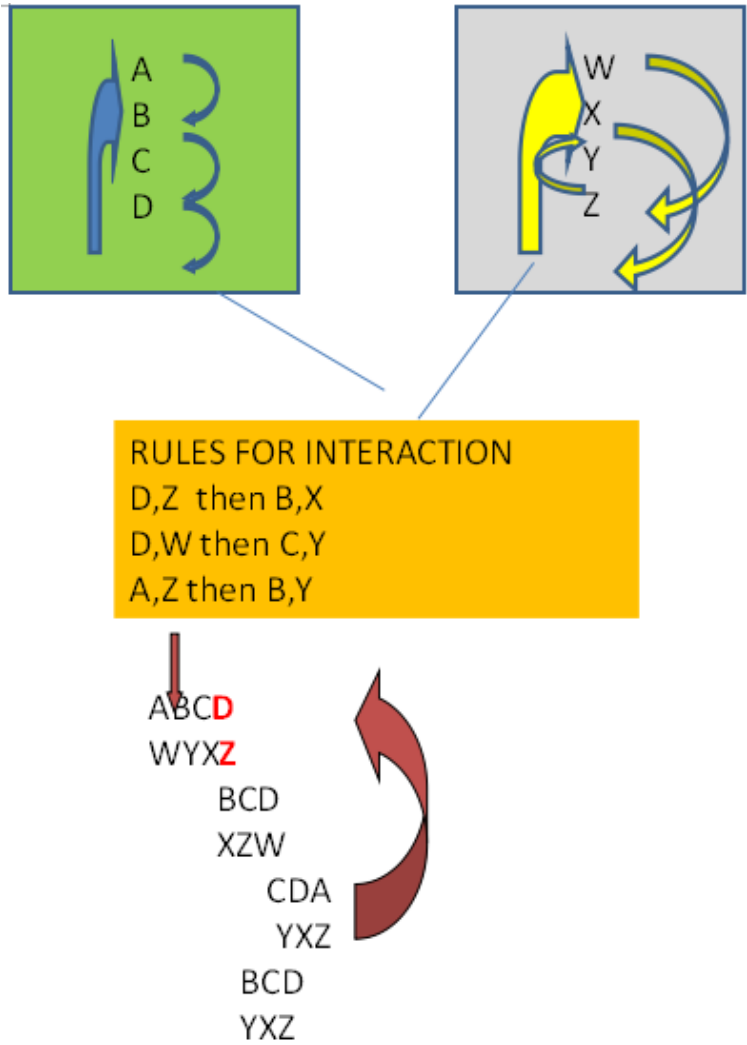 A
B
C
D
W
X
Y
Z
RULES FOR INTERACTION
D,Z then B,X
D,W then C,Y
A,Z then B,Y
ABCD
WYXZ
BCD
XZW
CDA
YXZ
BCD
YXZ